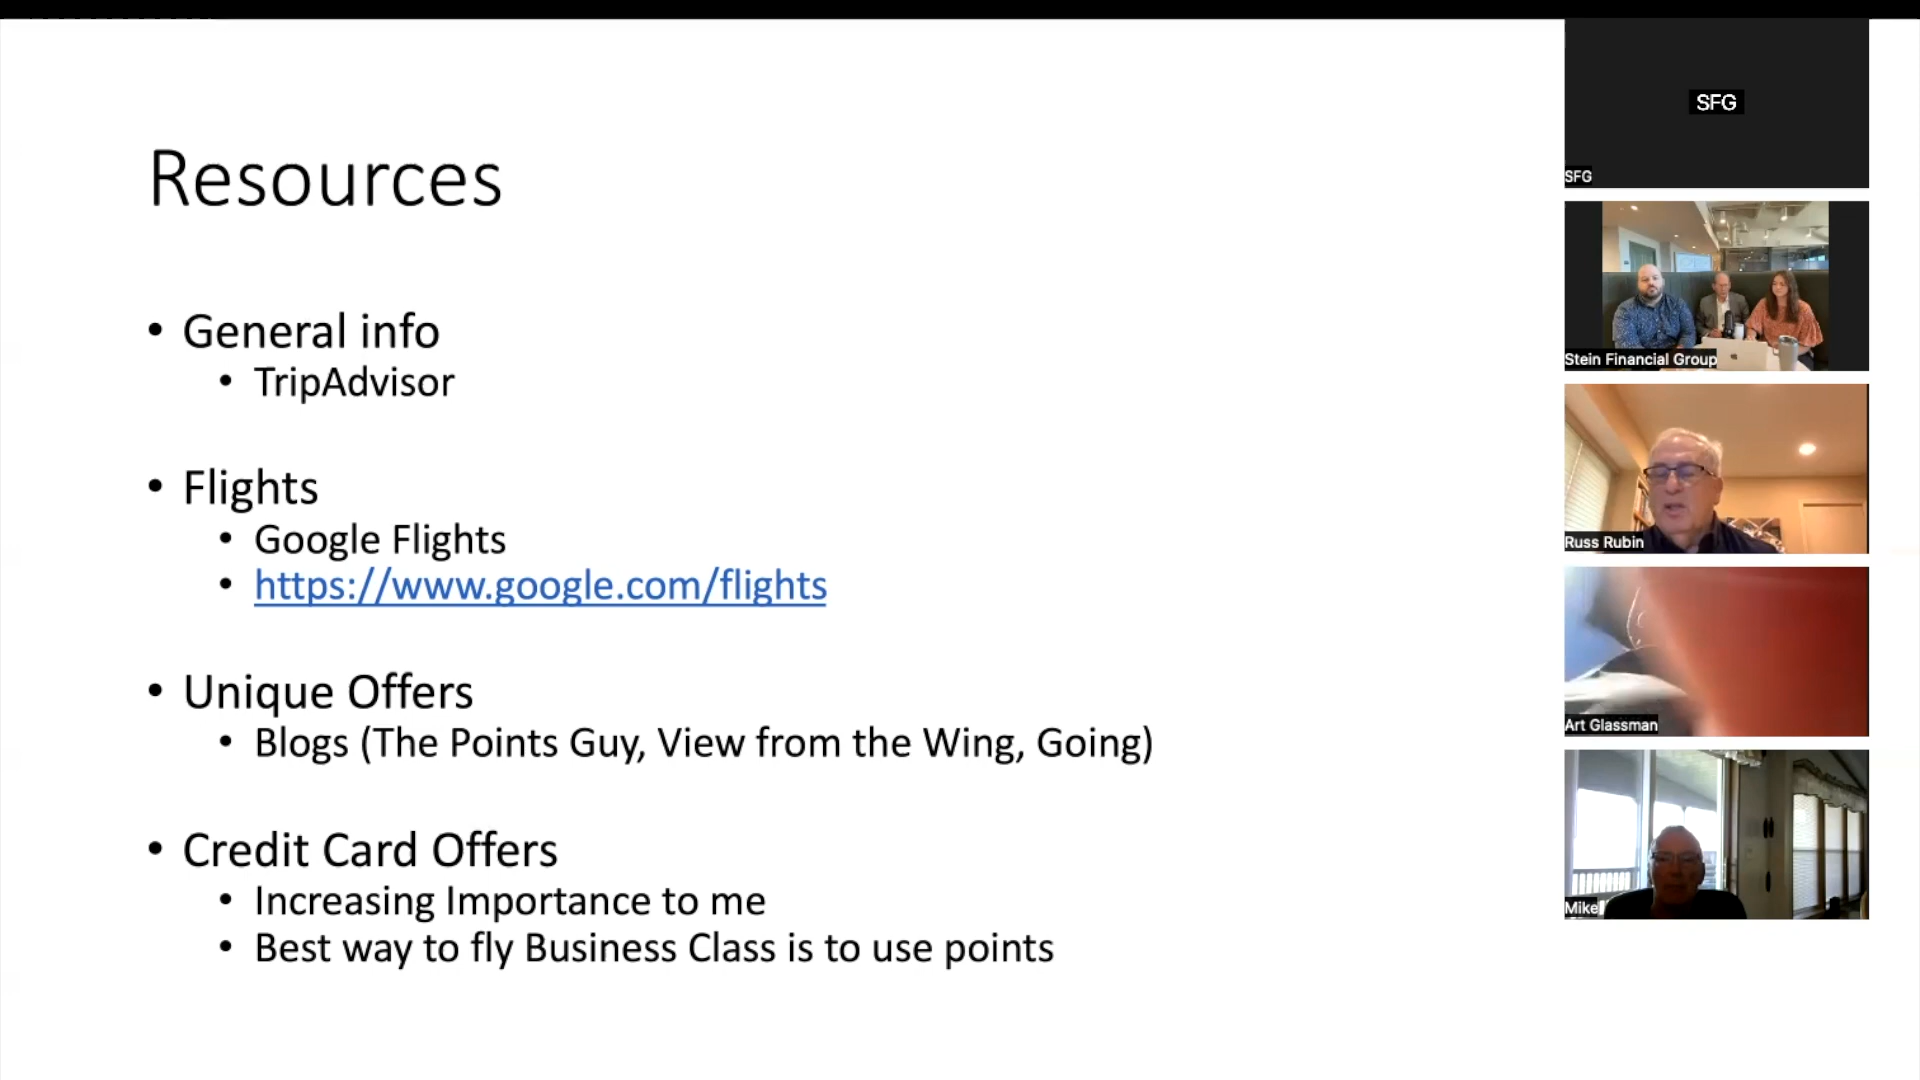 Resources
• General info
• TripAdvisor
• Flights
• Google Flights
• https://www.google.com/flights
• Unique Offers
• Blogs (The Points Guy, View from the Wing, Going)
• Credit Card Offers
• Increasing Importance to me
• Best way to fly Business Class is to use points
SFG
SFG
Stein Financial Group
Russ Rubin
Art Glassman
Mike